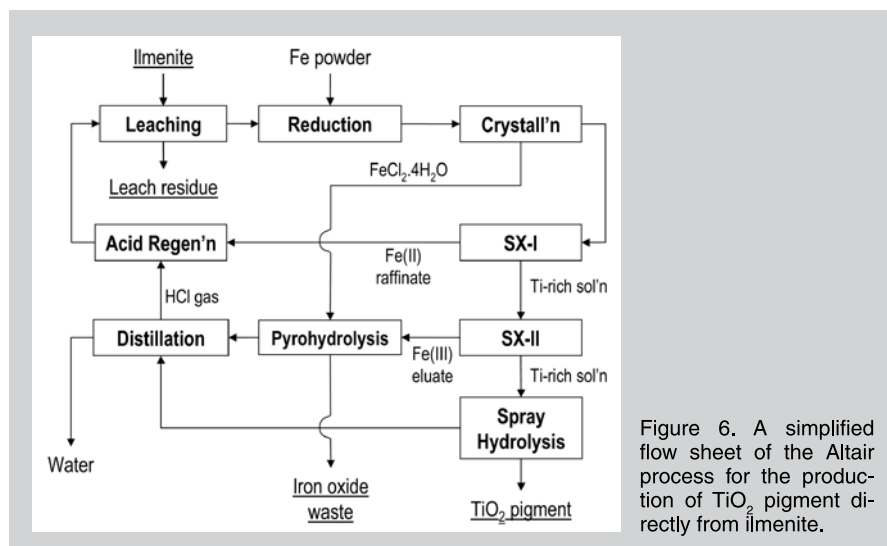 Ilmenite
Fe powder
Leaching
Reduction
Crystall'n
FeCl₂.4H₂O
Leach residue
Acid Regen'n
SX-I
Fe(II)
raffinate
HCl gas
Ti-rich sol'n
Distillation
Pyrohydrolysis
SX-II
Fe(III)
eluate
Ti-rich sol'n
Spray
Hydrolysis
Water
Iron oxide
waste
TiO₂ pigment
Figure 6. A simplified
flow sheet of the Altair
process for the produc-
tion of TiO₂ pigment di-
rectly from ilmenite.